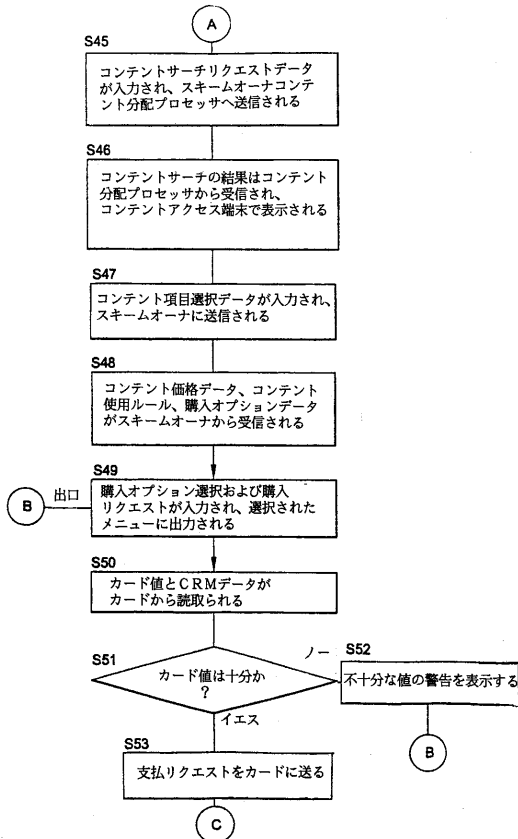 A
S45
コンテントサーチリクエストデータ
が入力され、スキームオーナコンテ
ント分配プロセッサへ送信される
S46
コンテントサーチの結果はコンテント
分配プロセッサから受信され、
コンテントアクセス端末で表示される
S47
コンテント項目選択データが入力され、
スキームオーナに送信される
S48
コンテント価格データ、コンテント
使用ルール、購入オプションデータ
がスキームオーナから受信される
S49
B
出口
購入オプション選択および購入
リクエストが入力され、選択された
メニューに出力される
S50
カード値とCRMデータが
カードから読取られる
S51
カード値は十分か
?
ノー
S52
不十分な値の警告を表示する
B
イエス
S53
支払リクエストをカードに送る
C